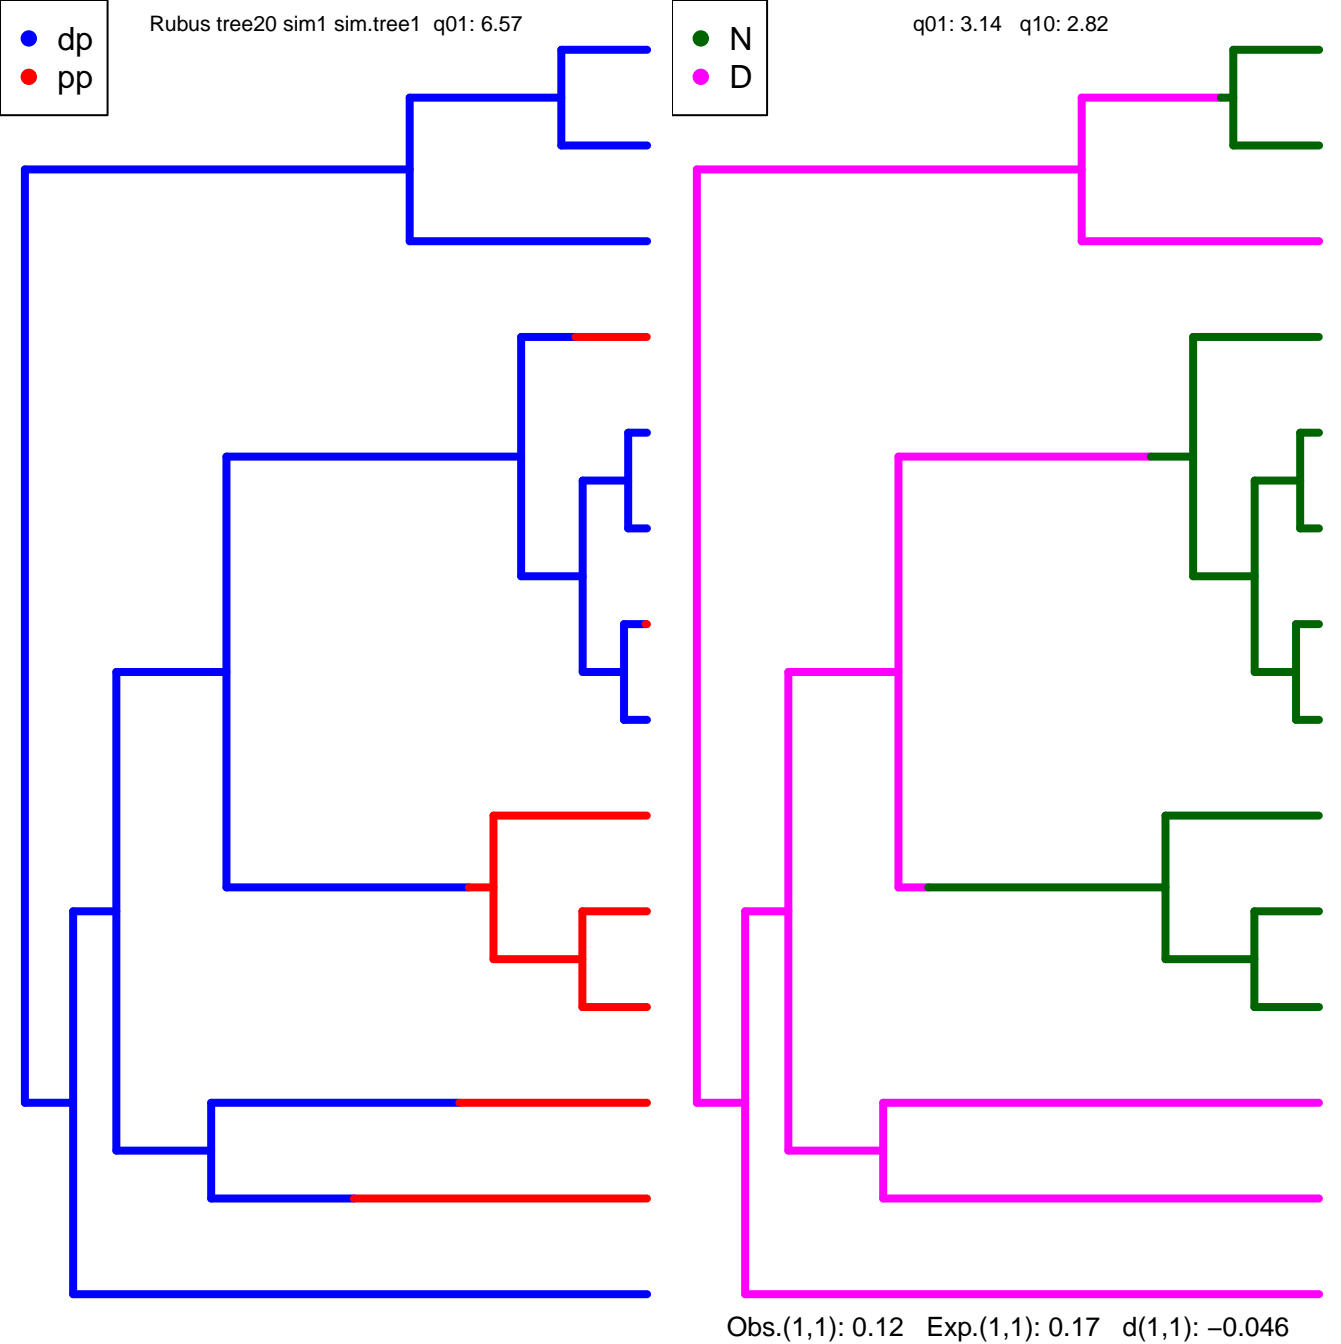 dp
pp
Rubus tree20 sim1 sim.tree1 q01: 6.57
N
D
q01: 3.14 q10: 2.82
Obs.(1,1): 0.12 Exp.(1,1): 0.17 d(1,1): −0.046